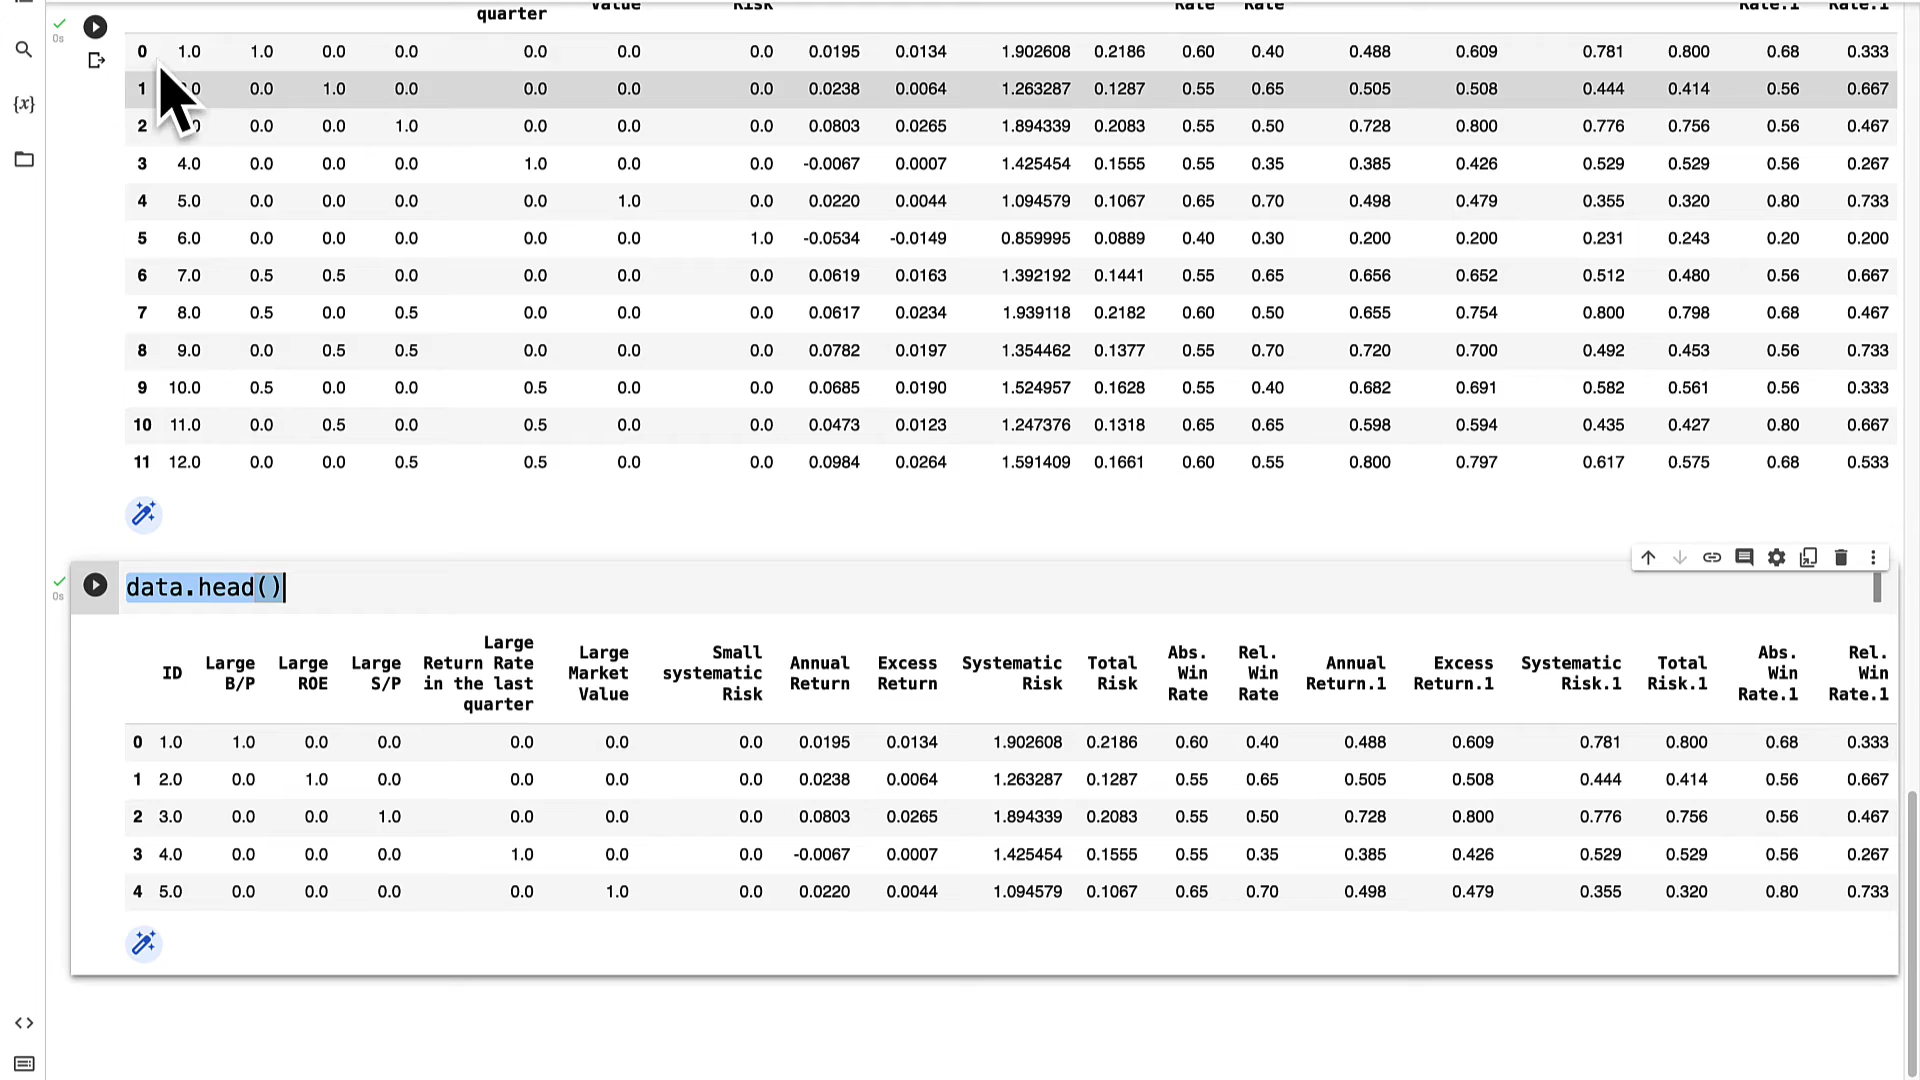 quarter Value Risk Rate Rate Rate.1 Rate.1
0s
0 1.0 1.0 0.0 0.0 0.0 0.0 0.0 0.0195 0.0134 1.902608 0.2186 0.60 0.40 0.488 0.609 0.781 0.800 0.68 0.333
{x} 1 .0 0.0 1.0 0.0 0.0 0.0 0.0 0.0238 0.0064 1.263287 0.1287 0.55 0.65 0.505 0.508 0.444 0.414 0.56 0.667
2 0 0.0 0.0 1.0 0.0 0.0 0.0 0.0803 0.0265 1.894339 0.2083 0.55 0.50 0.728 0.800 0.776 0.756 0.56 0.467
3 4.0 0.0 0.0 0.0 1.0 0.0 0.0 -0.0067 0.0007 1.425454 0.1555 0.55 0.35 0.385 0.426 0.529 0.529 0.56 0.267
4 5.0 0.0 0.0 0.0 0.0 1.0 0.0 0.0220 0.0044 1.094579 0.1067 0.65 0.70 0.498 0.479 0.355 0.320 0.80 0.733
5 6.0 0.0 0.0 0.0 0.0 0.0 1.0 -0.0534 -0.0149 0.859995 0.0889 0.40 0.30 0.200 0.200 0.231 0.243 0.20 0.200
6 7.0 0.5 0.5 0.0 0.0 0.0 0.0 0.0619 0.0163 1.392192 0.1441 0.55 0.65 0.656 0.652 0.512 0.480 0.56 0.667
7 8.0 0.5 0.0 0.5 0.0 0.0 0.0 0.0617 0.0234 1.939118 0.2182 0.60 0.50 0.655 0.754 0.800 0.798 0.68 0.467
8 9.0 0.0 0.5 0.5 0.0 0.0 0.0 0.0782 0.0197 1.354462 0.1377 0.55 0.70 0.720 0.700 0.492 0.453 0.56 0.733
9 10.0 0.5 0.0 0.0 0.5 0.0 0.0 0.0685 0.0190 1.524957 0.1628 0.55 0.40 0.682 0.691 0.582 0.561 0.56 0.333
10 11.0 0.0 0.5 0.0 0.5 0.0 0.0 0.0473 0.0123 1.247376 0.1318 0.65 0.65 0.598 0.594 0.435 0.427 0.80 0.667
11 12.0 0.0 0.0 0.5 0.5 0.0 0.0 0.0984 0.0264 1.591409 0.1661 0.60 0.55 0.800 0.797 0.617 0.575 0.68 0.533
data.head()
0s
Large
Large Small Abs. Rel. Abs. Rel.
Large Large Large Return Rate Annual Excess Systematic Total Annual Excess Systematic Total
ID Market systematic Win Win Win Win
B/P ROE S/P in the last Return Return Risk Risk Return.1 Return.1 Risk.1 Risk.1
Value Risk Rate Rate Rate.1 Rate.1
quarter
0 1.0 1.0 0.0 0.0 0.0 0.0 0.0 0.0195 0.0134 1.902608 0.2186 0.60 0.40 0.488 0.609 0.781 0.800 0.68 0.333
1 2.0 0.0 1.0 0.0 0.0 0.0 0.0 0.0238 0.0064 1.263287 0.1287 0.55 0.65 0.505 0.508 0.444 0.414 0.56 0.667
2 3.0 0.0 0.0 1.0 0.0 0.0 0.0 0.0803 0.0265 1.894339 0.2083 0.55 0.50 0.728 0.800 0.776 0.756 0.56 0.467
3 4.0 0.0 0.0 0.0 1.0 0.0 0.0 -0.0067 0.0007 1.425454 0.1555 0.55 0.35 0.385 0.426 0.529 0.529 0.56 0.267
4 5.0 0.0 0.0 0.0 0.0 1.0 0.0 0.0220 0.0044 1.094579 0.1067 0.65 0.70 0.498 0.479 0.355 0.320 0.80 0.733